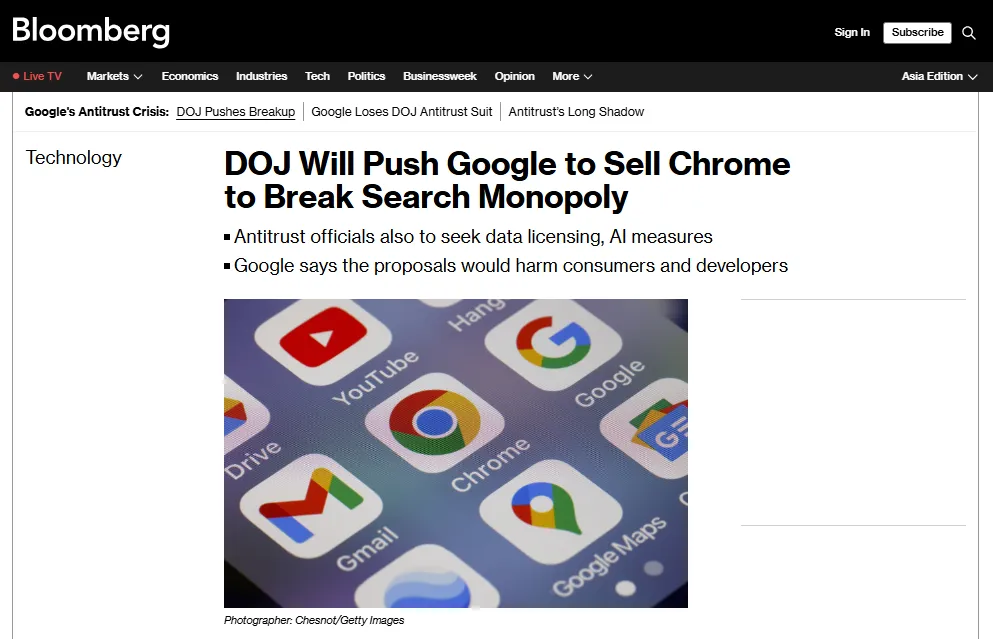 Bloomberg
Sign In
Subscribe
Live TV
Markets
Economics
Industries
Tech
Politics
Businessweek
Opinion
More
Asia Edition
Google's Antitrust Crisis:
DOJ Pushes Breakup
Google Loses DOJ Antitrust Suit
Antitrust's Long Shadow
Technology
DOJ Will Push Google to Sell Chrome
to Break Search Monopoly
Antitrust officials also to seek data licensing, AI measures
Google says the proposals would harm consumers and developers
Hang
YouTube
Google
Drive
Chrome
Gmail
Google Maps
Photographer: Chesnot/Getty Images